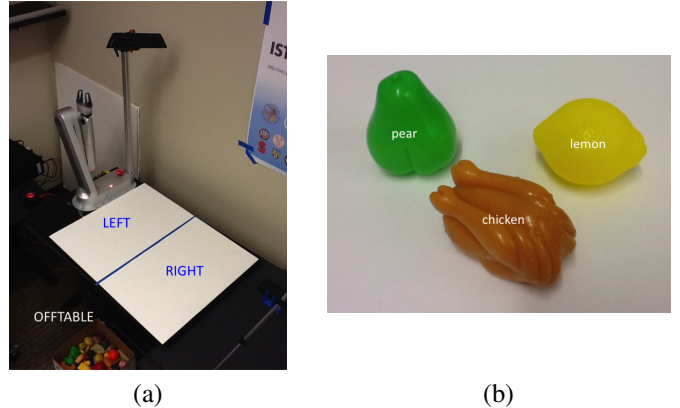 IST
LEFT
RIGHT
OFFTABLE
pear
lemon
chicken
(a)
(b)